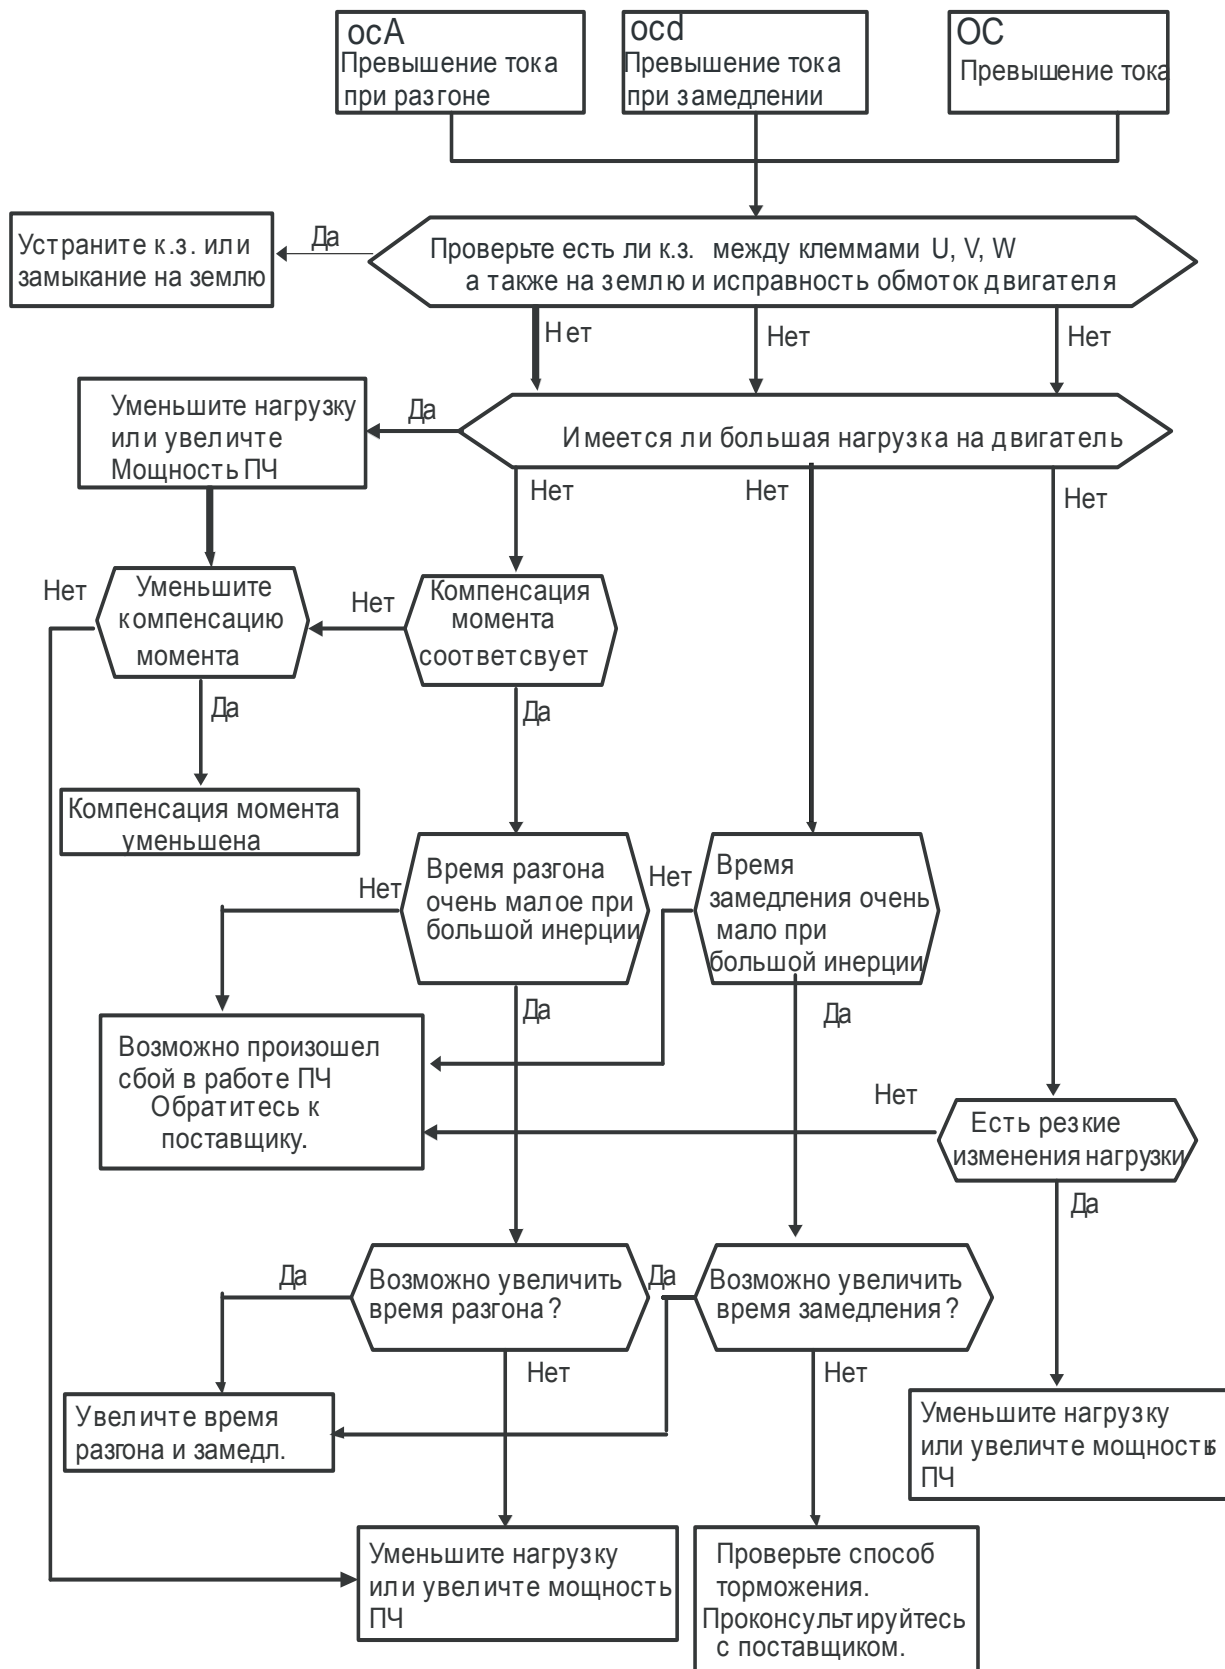 ocA
Превышение тока
при разгоне
ocd
Превышение тока
при замедлении
OC
Превышение тока
Устраните к.з. или
замыкание на землю
Да
Проверьте есть ли к.з. между клеммами U, V, W
а также на землю и исправность обмоток двигателя
Нет
Нет
Нет
Уменьшите нагрузку
или увеличте
Мощность ПЧ
Да
Имеется ли большая нагрузка на двигатель
Нет
Нет
Нет
Нет
Уменьшите
компенсацию
момента
Нет
Компенсация
момента
соответсвует
Да
Да
Компенсация момента
уменьшена
Нет
Время разгона
очень малое при
большой инерции
Нет
Время
замедления очень
мало при
большой инерции
Да
Да
Возможно произошел
сбой в работе ПЧ
Обратитесь к
поставщику.
Нет
Есть резкие
изменения нагрузки
Да
Да
Возможно увеличить
время разгона?
Да
Возможно увеличить
время замедления?
Нет
Нет
Увеличте время
разгона и замедл.
Уменьшите нагрузку
или увеличте мощность
ПЧ
Уменьшите нагрузку
или увеличте мощность
ПЧ
Проверьте способ
торможения.
Проконсультируйтесь
с поставщиком.